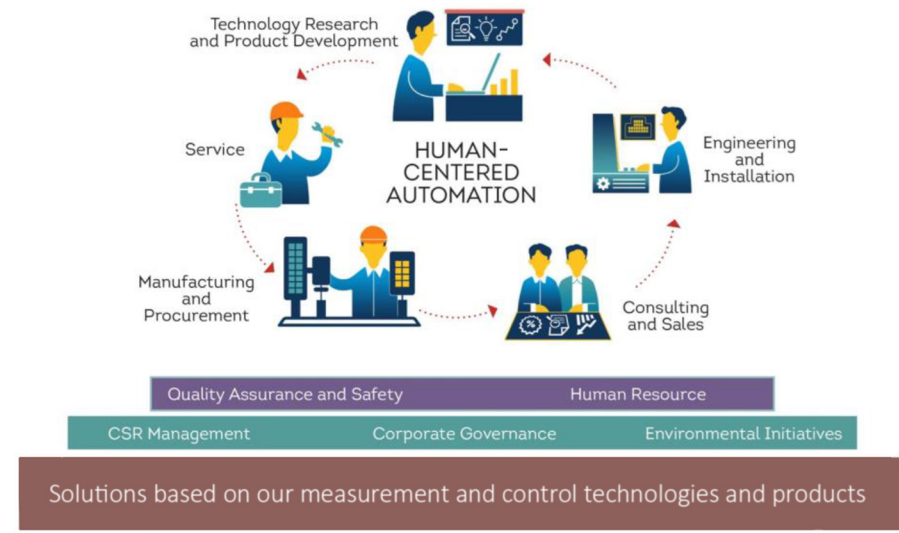 Technology Research
and Product Development
Service
HUMAN-
CENTERED
AUTOMATION
Engineering
and
Installation
Manufacturing
and
Procurement
Consulting
and Sales
Quality Assurance and Safety
Human Resource
CSR Management
Corporate Governance
Environmental Initiatives
Solutions based on our measurement and control technologies and products